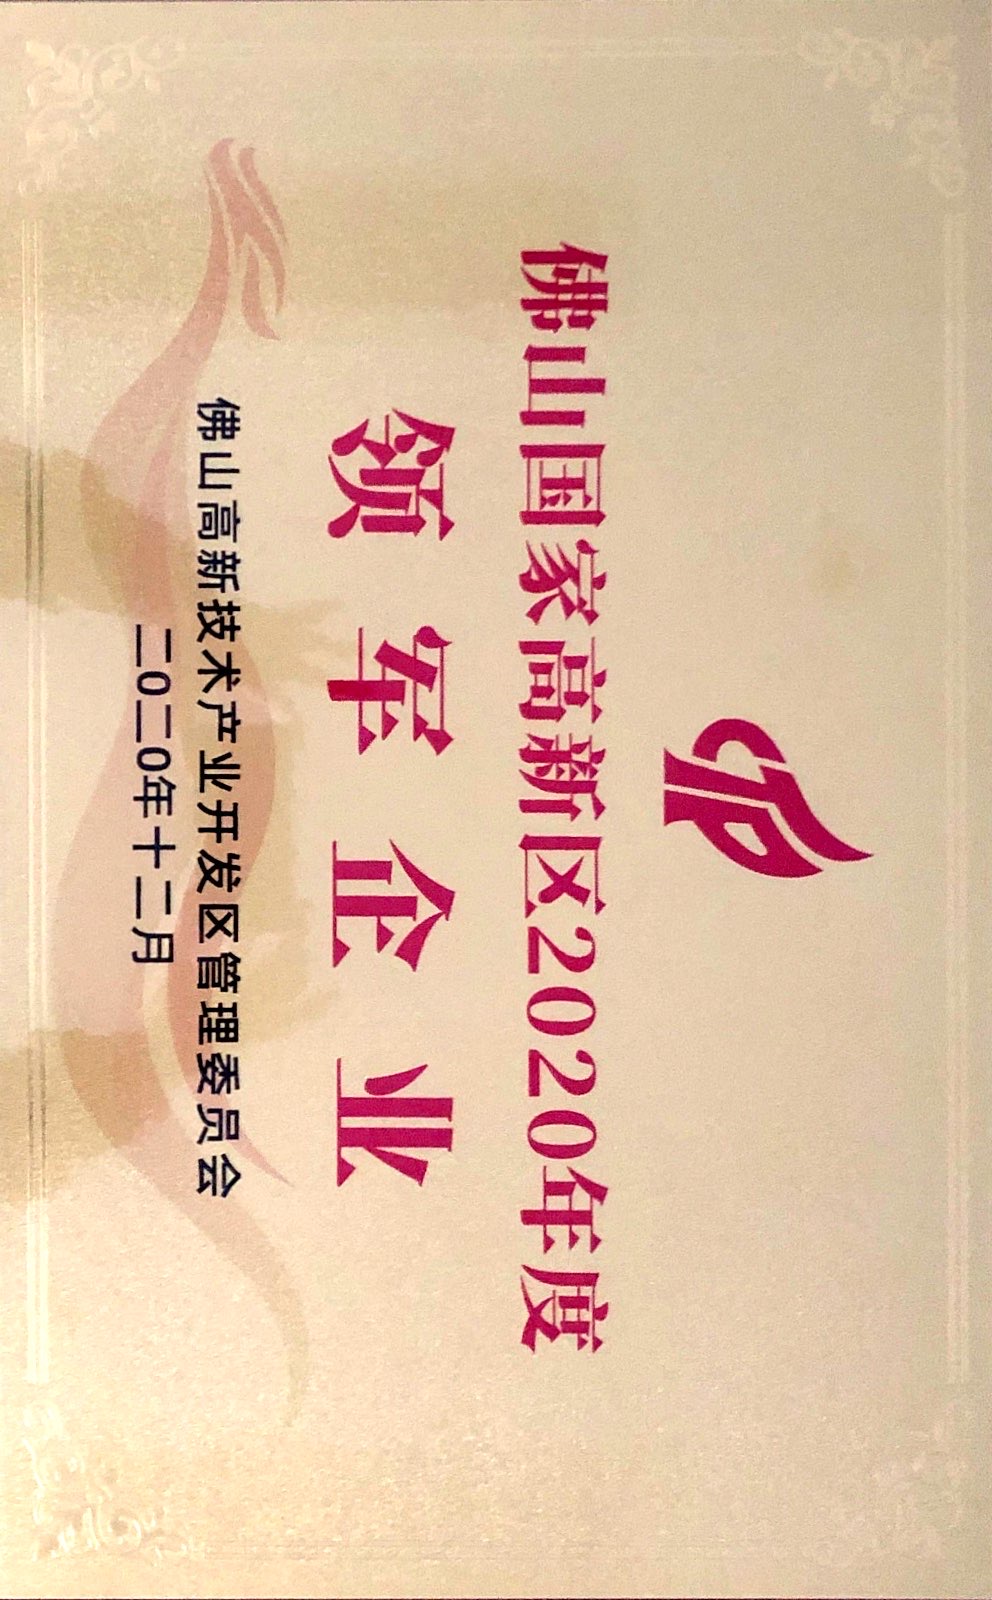 佛山国家高新区2020年度
领军企业
佛山高新技术产业开发区管理委员会
二〇二〇年十二月